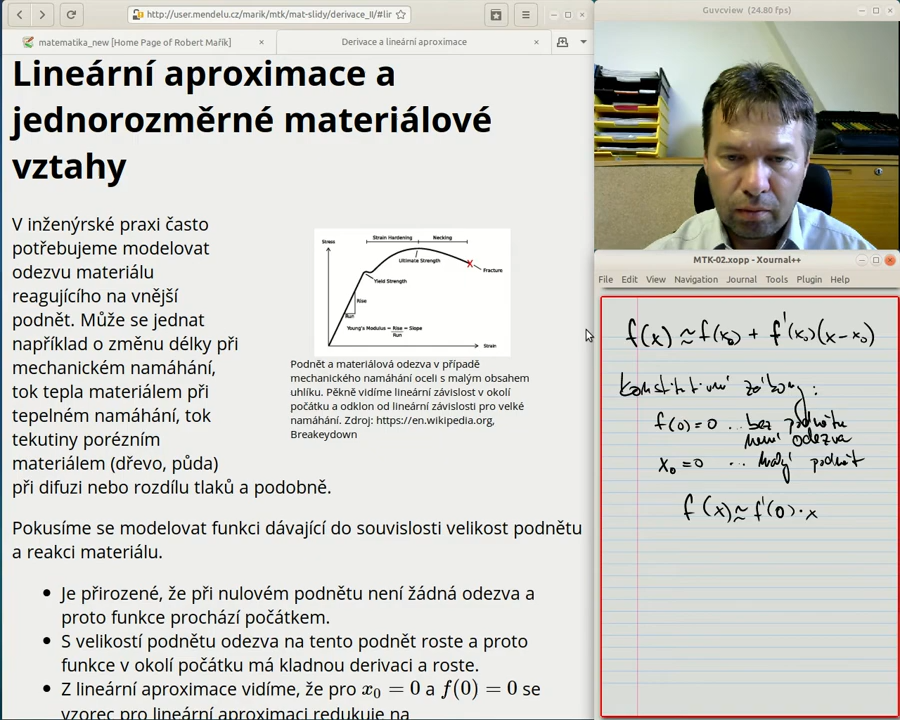 http://user.mendelu.cz/marik/mtk/mat-slidy/derivace_II/#lir
matematika_new [Home Page of Robert Mařík]
Derivace a lineární aproximace
Lineární aproximace a
jednorozměrné materiálové
vztahy
V inženýrské praxi často
potřebujeme modelovat
odezvu materiálu
reagujícího na vnější
podnět. Může se jednat
například o změnu délky při
mechanickém namáhání,
tok tepla materiálem při
tepelném namáhání, tok
tekutiny porézním
materiálem (dřevo, půda)
při difuzi nebo rozdílu tlaků a podobně.
Stress
Strain Hardening
Necking
Ultimate Strength
Fracture
Yield Strength
Rise
Run
Young's Modulus = Rise / Run = Slope
Strain
Podnět a materiálová odezva v případě
mechanického namáhání oceli s malým obsahem
uhlíku. Pěkně vidíme lineární závislost v okolí
počátku a odklon od lineární závislosti pro velké
namáhání. Zdroj: https://en.wikipedia.org,
Breakeydown
Pokusíme se modelovat funkci dávající do souvislosti velikost podnětu
a reakci materiálu.
• Je přirozené, že při nulovém podnětu není žádná odezva a
proto funkce prochází počátkem.
• S velikostí podnětu odezva na tento podnět roste a proto
funkce v okolí počátku má kladnou derivaci a roste.
• Z lineární aproximace vidíme, že pro x₀ = 0 a f(0) = 0 se
vzorec pro lineární aproximaci redukuje na
Guvcview (24.80 fps)
MTK-02.xopp - Xournal++
File Edit View Navigation Journal Tools Plugin Help
f(x) ≈ f(x₀) + f'(x₀)(x-x₀)
Konstitutivní zákony:
f(0)=0 .. bez podnětu
není odezva
x₀=0 ... malý podnět
f(x) ≈ f'(0)·x